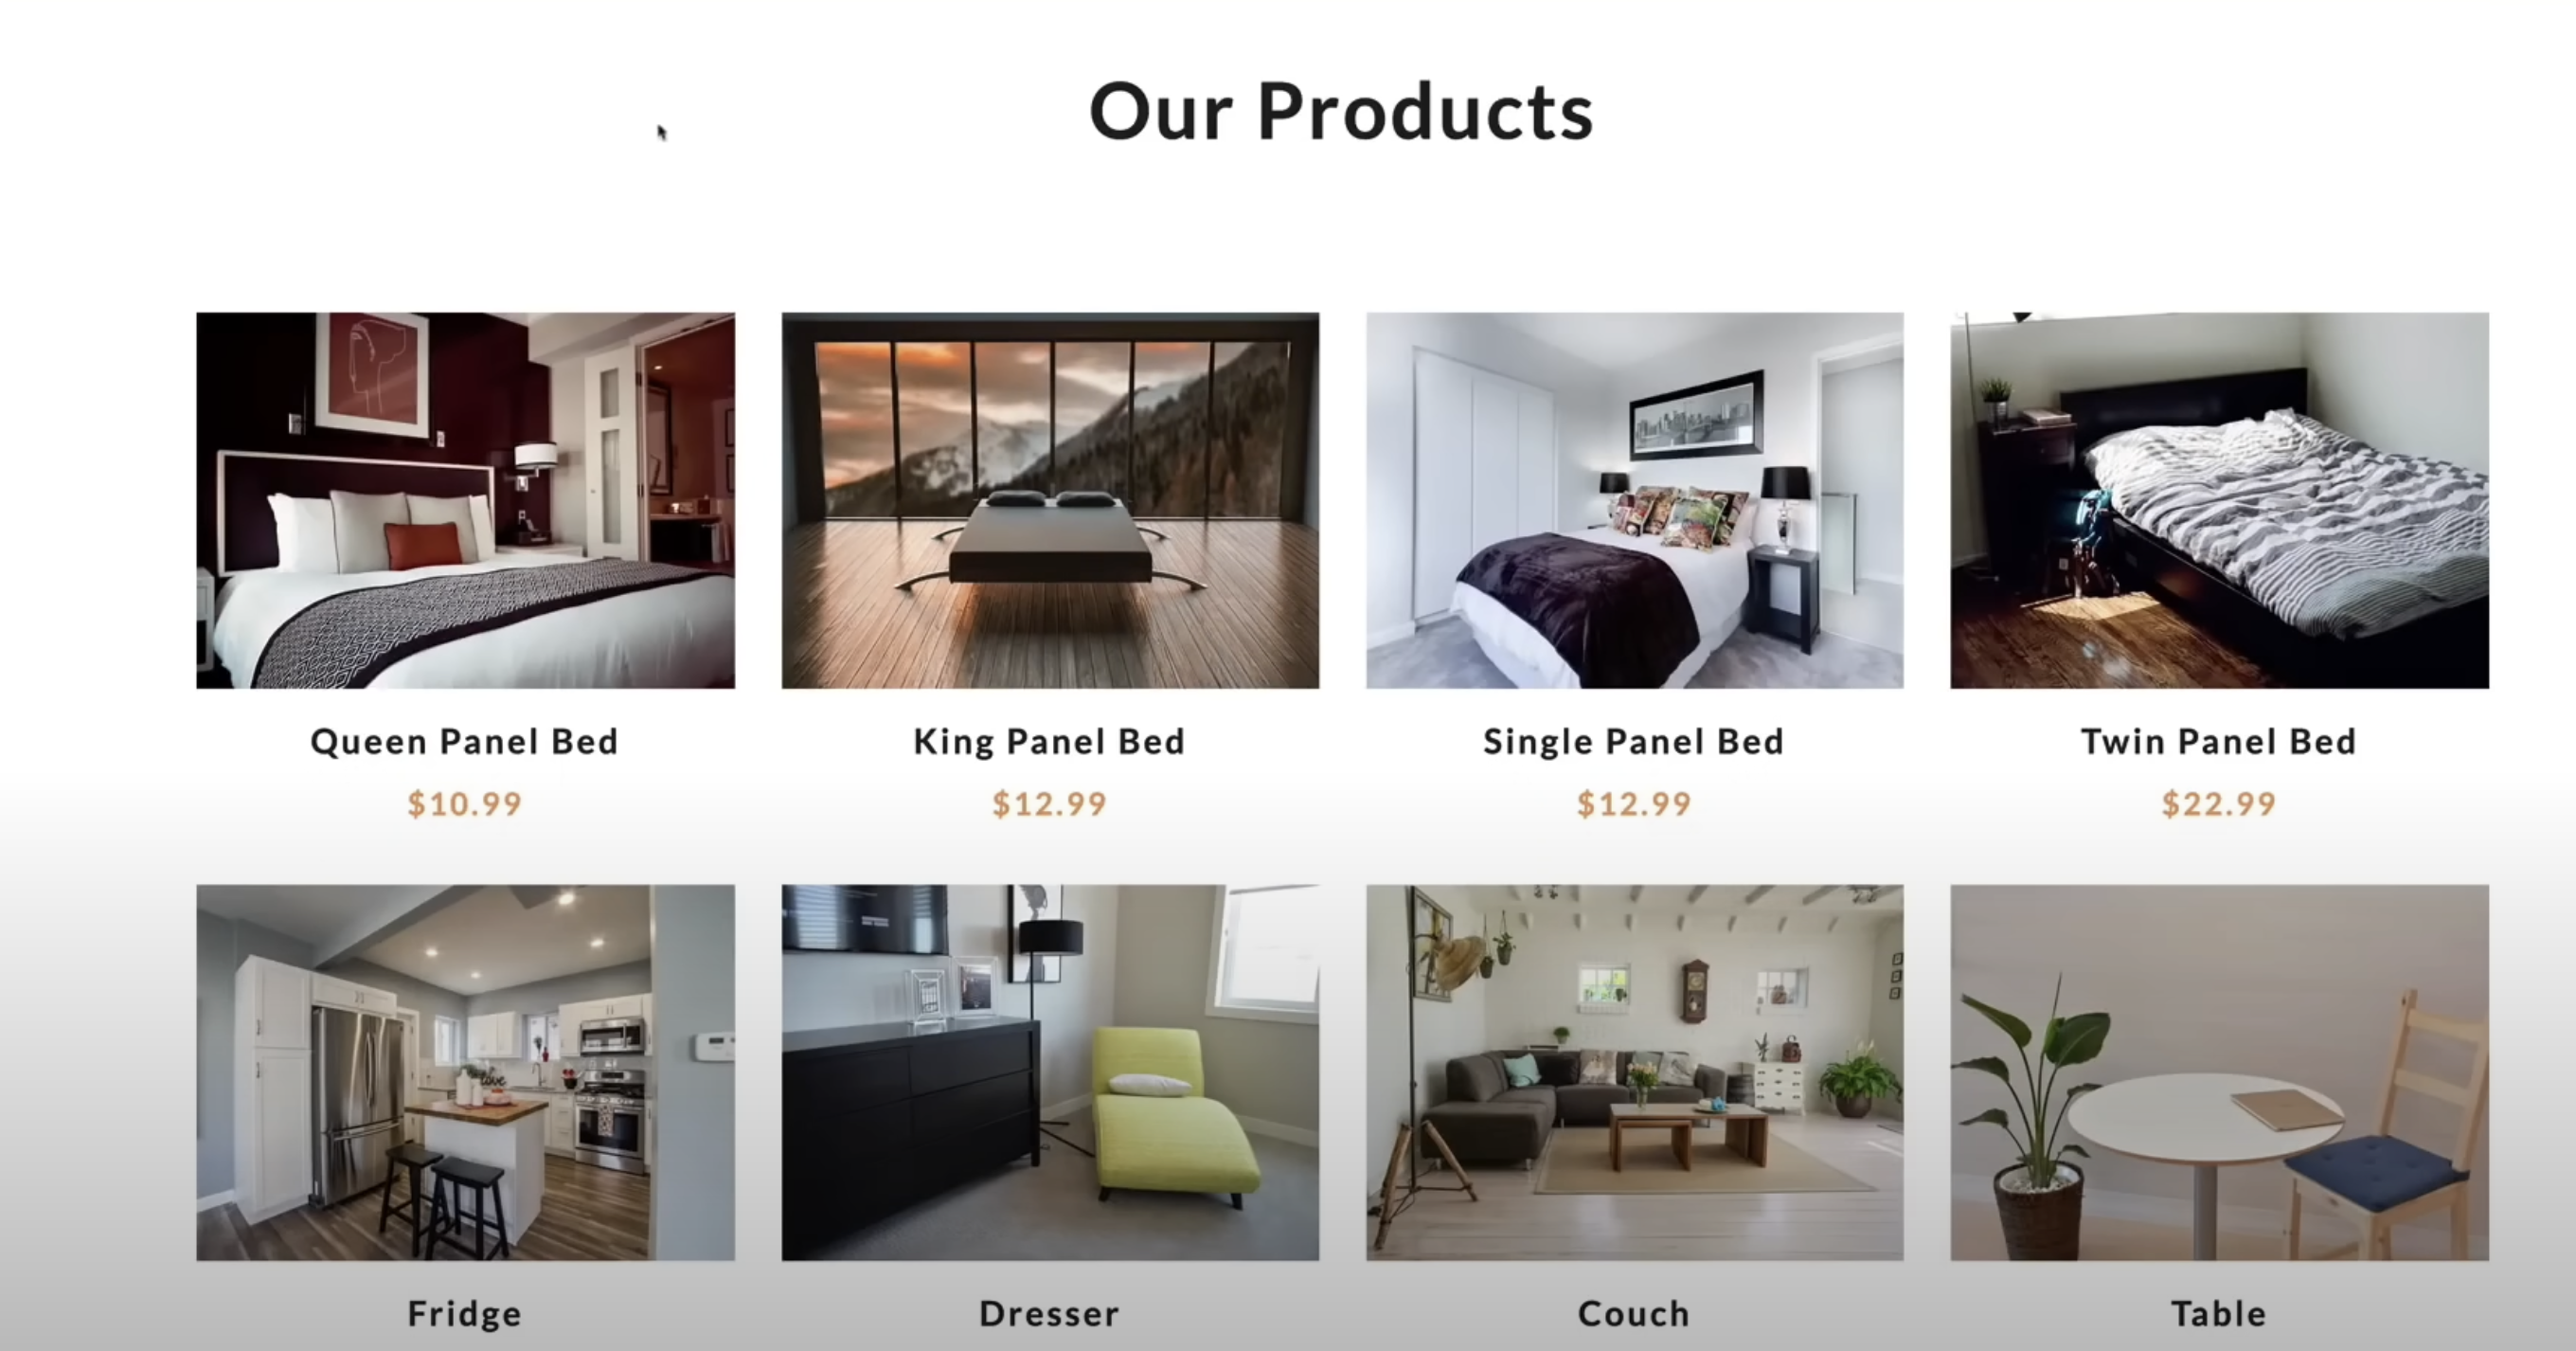 Our Products
Queen Panel Bed
King Panel Bed
Single Panel Bed
Twin Panel Bed
$10.99
$12.99
$12.99
$22.99
love
Fridge
Dresser
Couch
Table